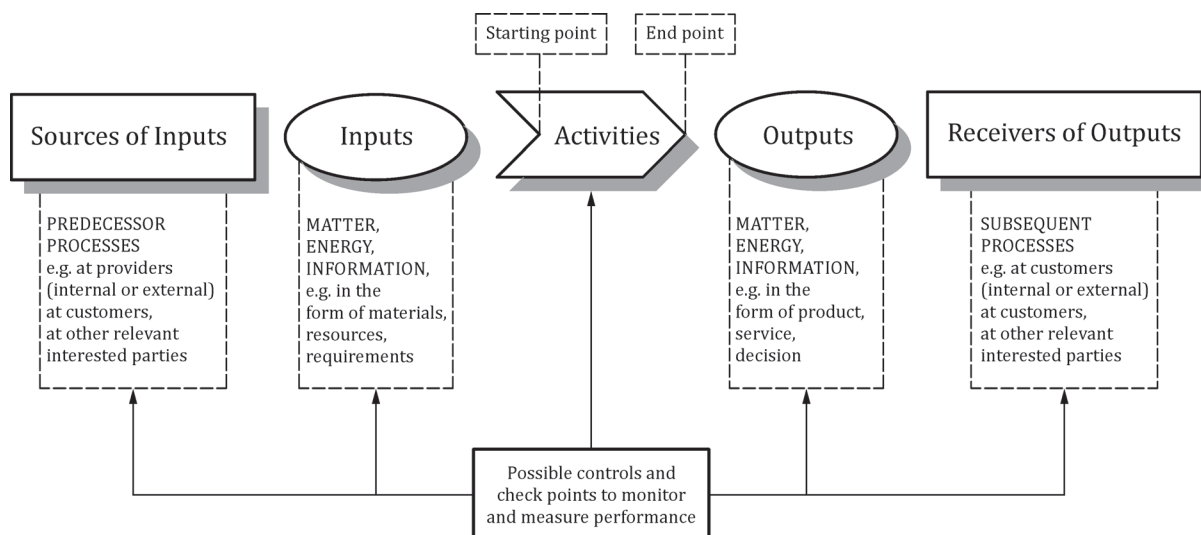 Starting point
End point
Sources of Inputs
Inputs
Activities
Outputs
Receivers of Outputs
PREDECESSOR
PROCESSES
e.g. at providers
(internal or external)
at customers,
at other relevant
interested parties
MATTER,
ENERGY,
INFORMATION,
e.g. in the
form of materials,
resources,
requirements
MATTER,
ENERGY,
INFORMATION,
e.g. in the
form of product,
service,
decision
SUBSEQUENT
PROCESSES
e.g. at customers
(internal or external)
at customers,
at other relevant
interested parties
Possible controls and
check points to monitor
and measure performance